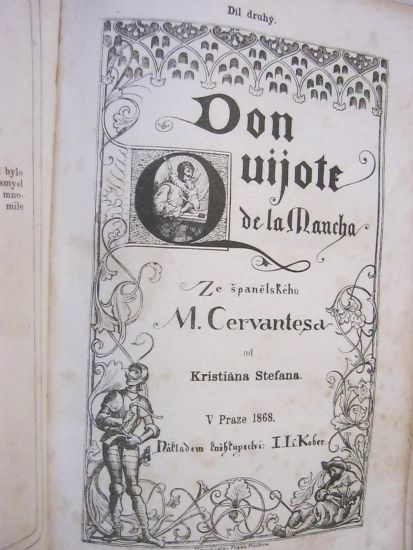 Díl druhý.
Don
Quijote
de la Mancha
Ze španělského
M. Cervantesa
od
Kristiána Stefana.
V Praze 1868.
Nákladem kněhkupectví: I. L. Kober.
bylo
smysl
mno-
mile